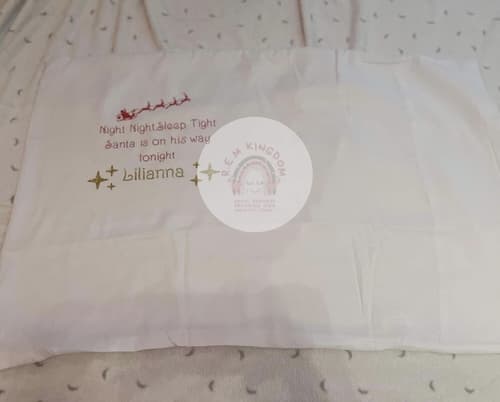 Night Night,Sleep Tight
Santa is on his way
tonight
Lilianna
R.E.M KINGDOM